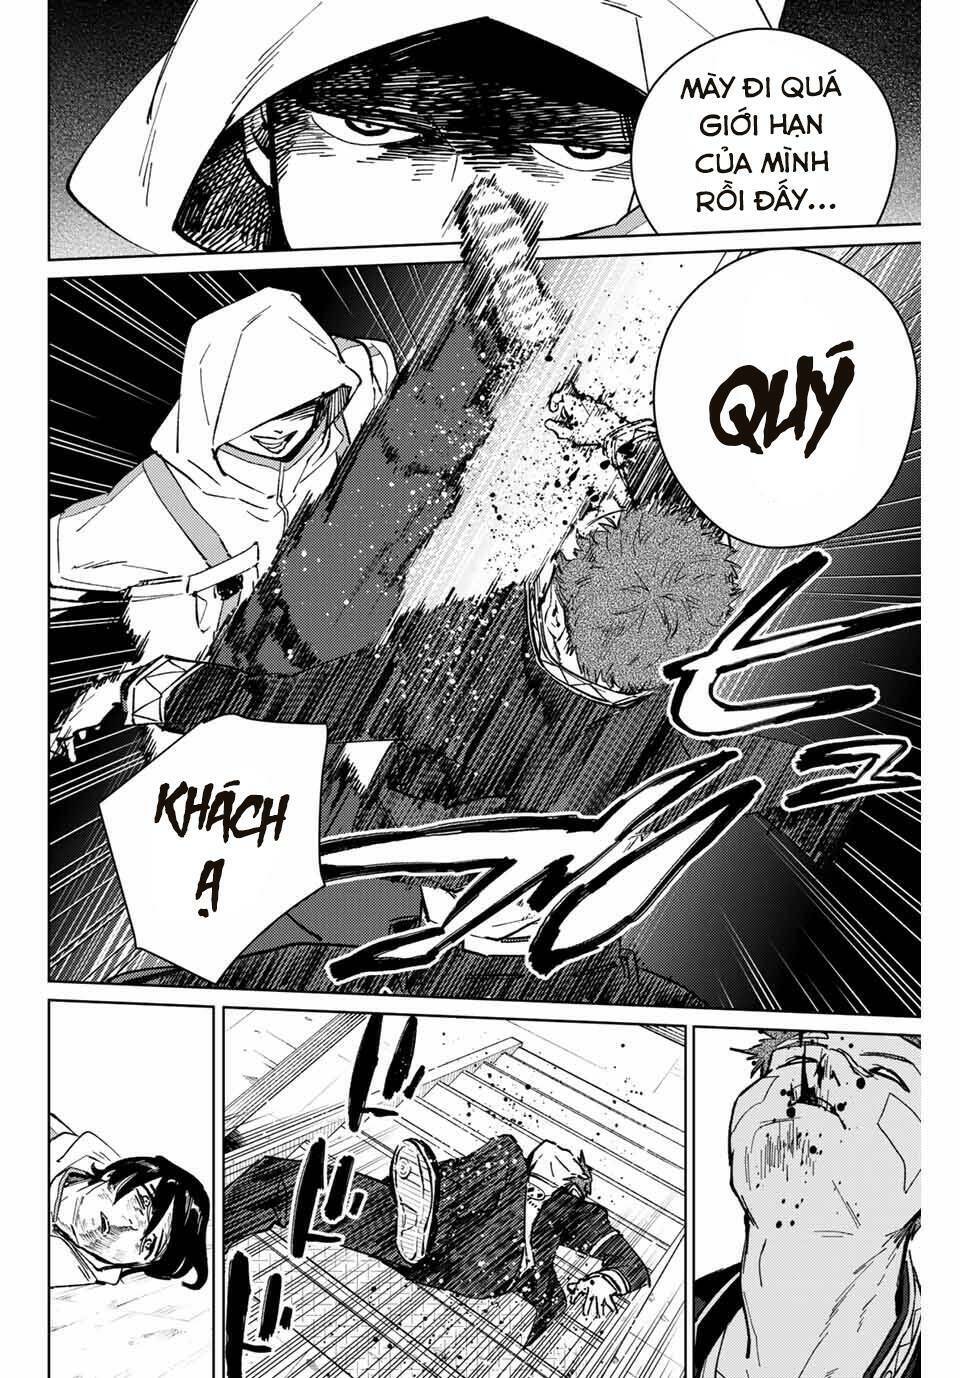 MÀY ĐI QUÁ
GIỚI HẠN
CỦA MÌNH
RỒI ĐẤY...
QUÝ
KHÁCH
Ạ